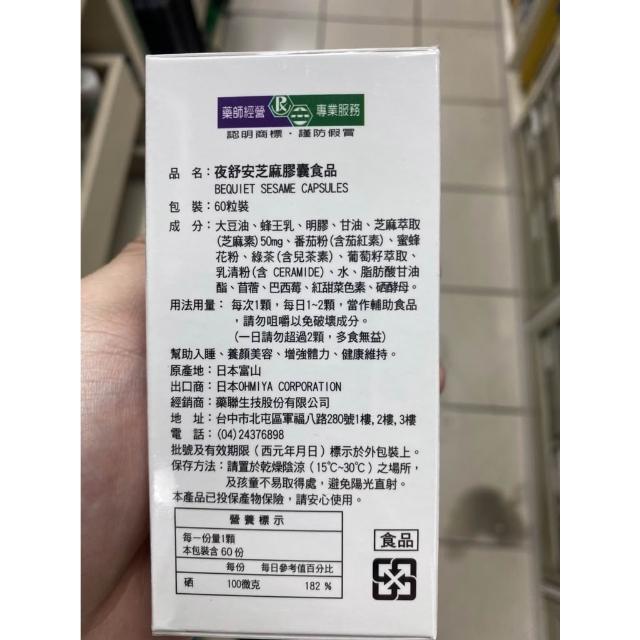 藥師經營 Rx 專業服務
認明商標・謹防假冒
品名：夜舒安芝麻膠囊食品
BEQUIET SESAME CAPSULES
包裝：60粒裝
成分：大豆油、蜂王乳、明膠、甘油、芝麻萃取
(芝麻素)50mg、番茄粉(含茄紅素)、蜜蜂
花粉、綠茶(含兒茶素)、葡萄籽萃取、
乳清粉(含 CERAMIDE)、水、脂肪酸甘油
酯、苜蓿、巴西莓、紅甜菜色素、硒酵母。
用法用量：每次1顆，每日1~2顆，當作輔助食品
，請勿咀嚼以免破壞成分。
(一日請勿超過2顆，多食無益)
幫助入睡、養顏美容、增強體力、健康維持。
原產地：日本富山
出口商：日本OHMIYA CORPORATION
經銷商：藥聯生技股份有限公司
地址：台中市北屯區軍福八路280號1樓,2樓,3樓
電話：(04)24376898
批號及有效期限（西元年月日）標示於外包裝上。
保存方法：請置於乾燥陰涼（15℃~30℃）之場所，
及孩童不易取得處，避免陽光直射。
本產品已投保產物保險，請安心使用。
營養標示
每一份量1顆
本包裝含60份
每份 每日參考值百分比
硒 100微克 182 %
食品